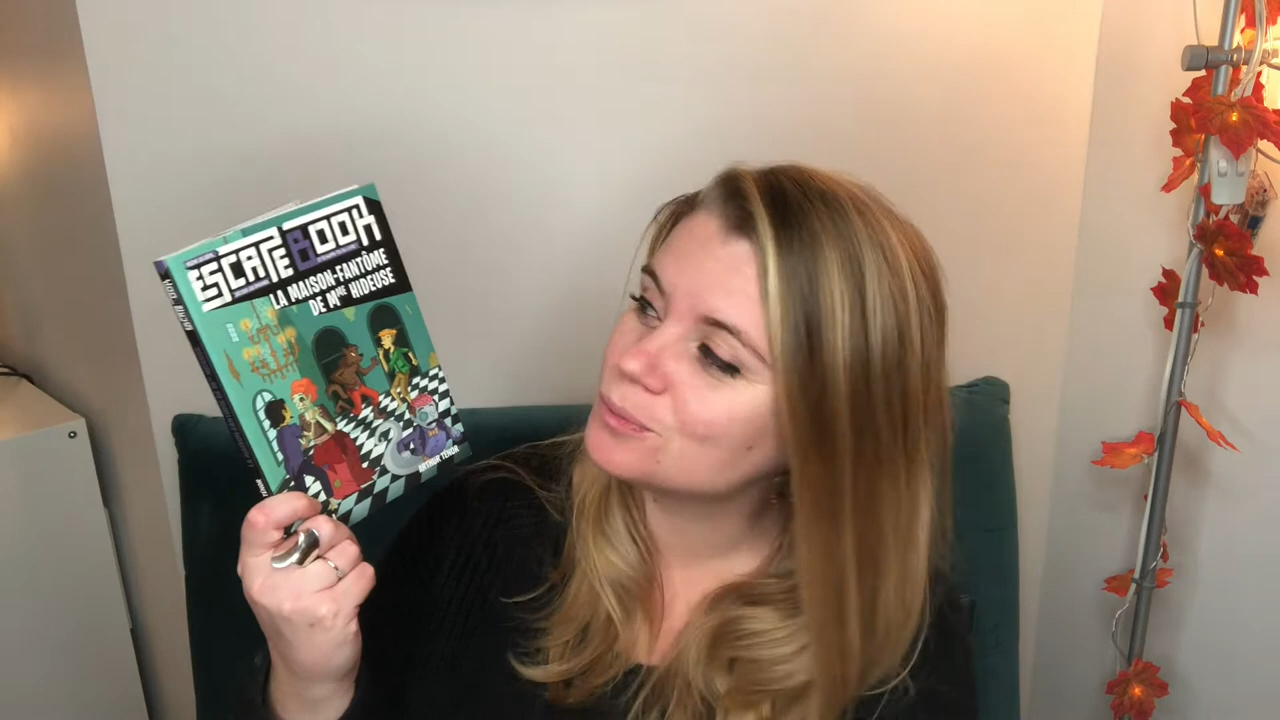 ESCAPE BOOK
LA MAISON-FANTÔME
DE MME HIDEUSE
ARTHUR TÉNOR